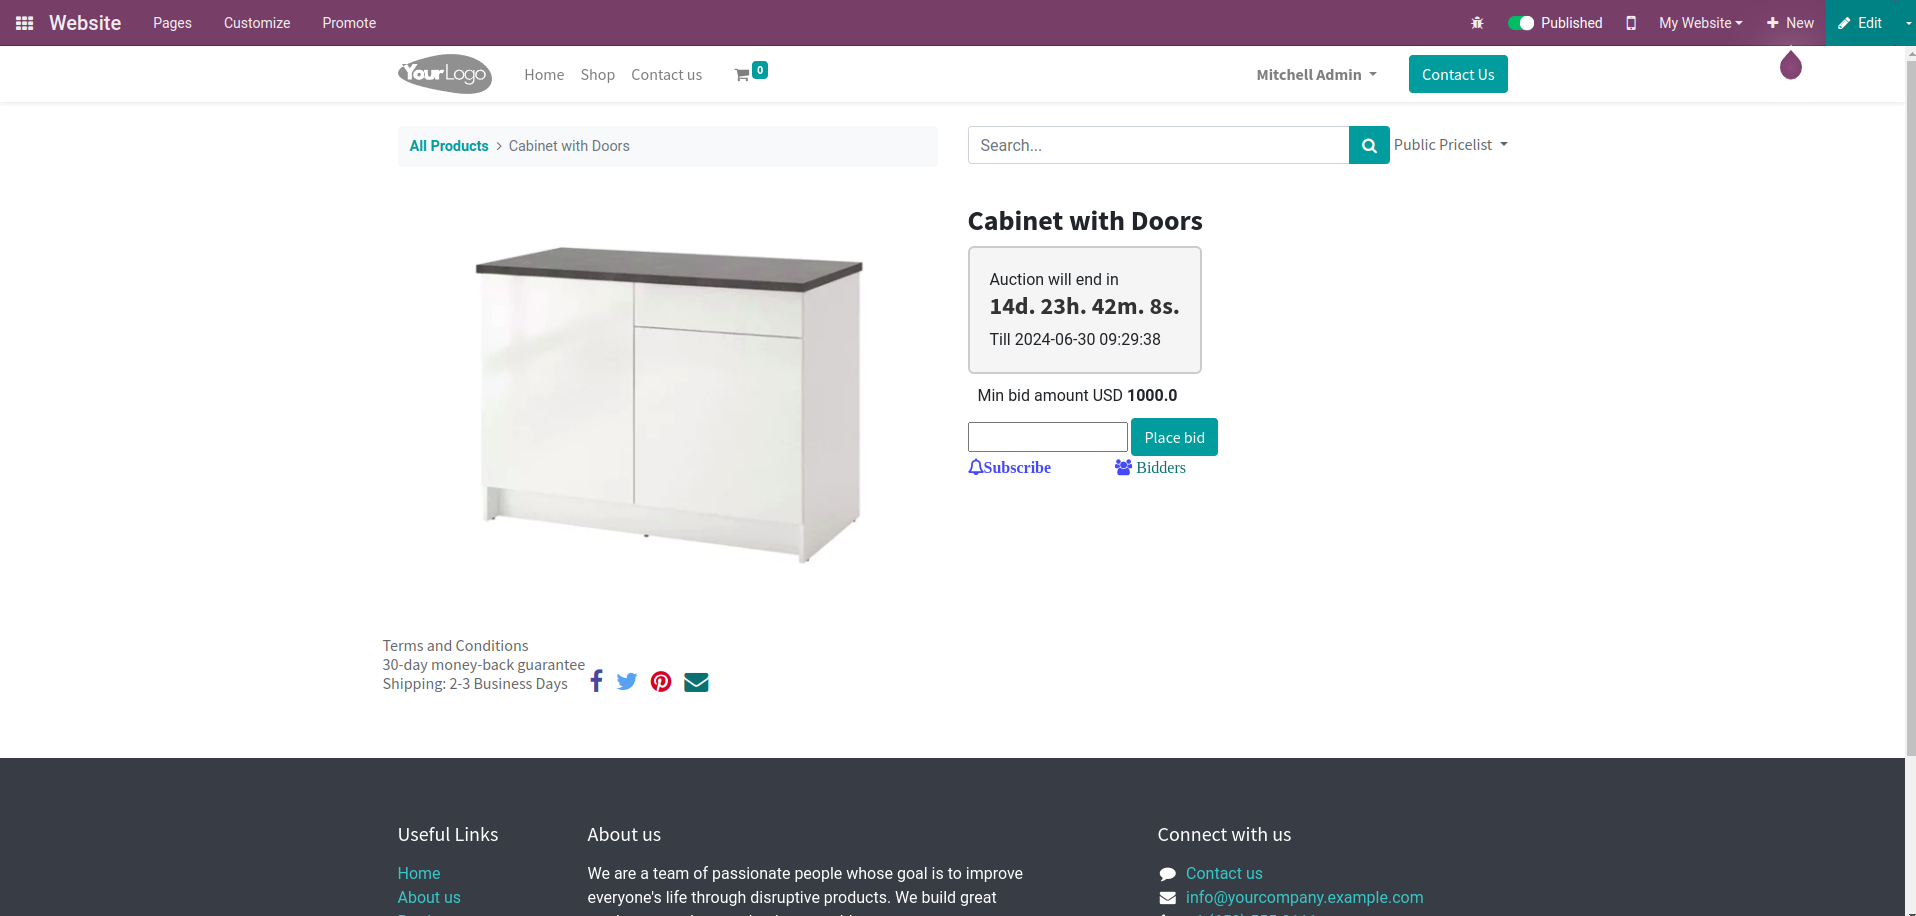 Website Pages Customize Promote Published My Website New Edit
YourLogo Home Shop Contact us 0 Mitchell Admin Contact Us
All Products > Cabinet with Doors Search... Public Pricelist
Cabinet with Doors
Auction will end in
14d. 23h. 42m. 8s.
Till 2024-06-30 09:29:38
Min bid amount USD 1000.0
Place bid
Subscribe Bidders
Terms and Conditions
30-day money-back guarantee
Shipping: 2-3 Business Days
Useful Links About us Connect with us
Home We are a team of passionate people whose goal is to improve Contact us
About us everyone's life through disruptive products. We build great info@yourcompany.example.com